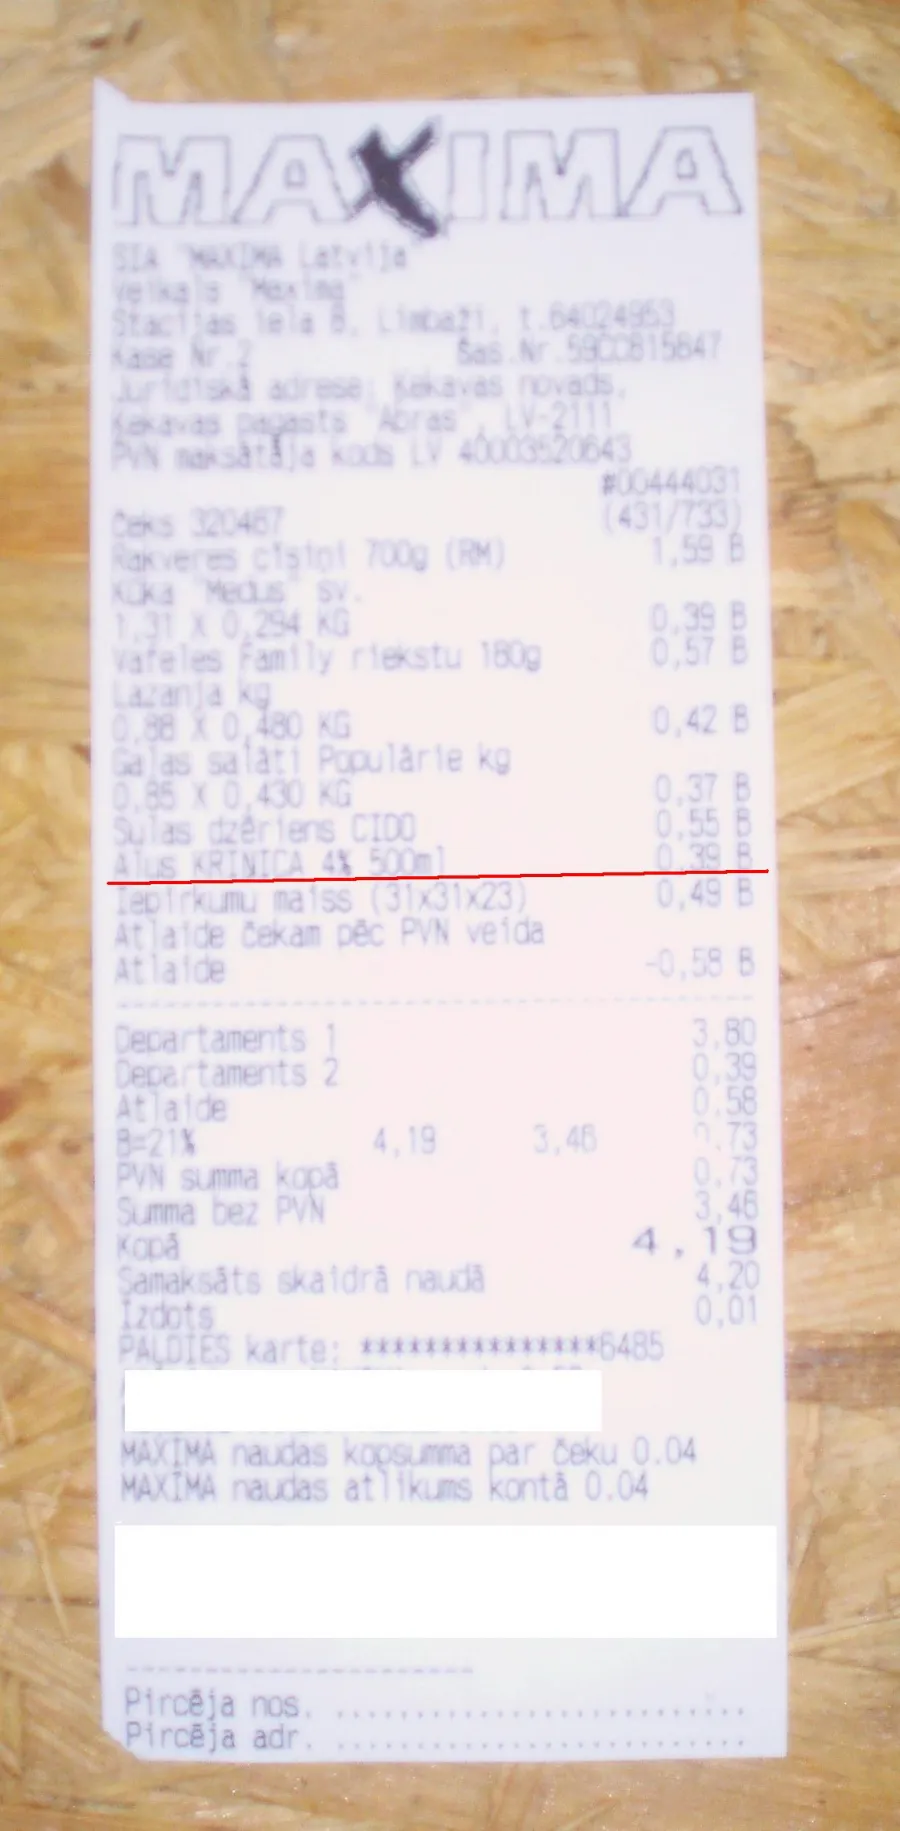 MAXIMA
SIA "MAXIMA Latvija"
Veikals "Maxima"
Stacijas iela 8, Limbaži, t.64024953
Kase Nr.2 Šas.Nr.59CC815847
Juridiskā adrese: Ķekavas novads,
Ķekavas pagasts "Abras", LV-2111
PVN maksātāja kods LV 40003520643
#00444031
Čeks 320467 (431/733)
Rakveres cīsiņi 700g (RM) 1,59 B
Kūka "Medus" sv.
1,31 X 0,294 KG 0,39 B
Vafeles Family riekstu 180g 0,57 B
Lazanja kg
0,88 X 0,480 KG 0,42 B
Gaļas salāti Populārie kg
0,85 X 0,430 KG 0,37 B
Sulas dzēriens CIDO 0,55 B
Alus KRINICA 4% 500ml 0,39 B
Iepirkumu maiss (31x31x23) 0,49 B
Atlaide čekam pēc PVN veida
Atlaide -0,58 B
Departaments 1 3,80
Departaments 2 0,39
Atlaide 0,58
B=21% 4,19 3,46 0,73
PVN summa kopā 0,73
Summa bez PVN 3,46
Kopā 4,19
Samaksāts skaidrā naudā 4,20
Izdots 0,01
PALDIES karte: ***************6485
MAXIMA naudas kopsumma par čeku 0.04
MAXIMA naudas atlikums kontā 0.04
Pircēja nos. ..........................
Pircēja adr. ..........................